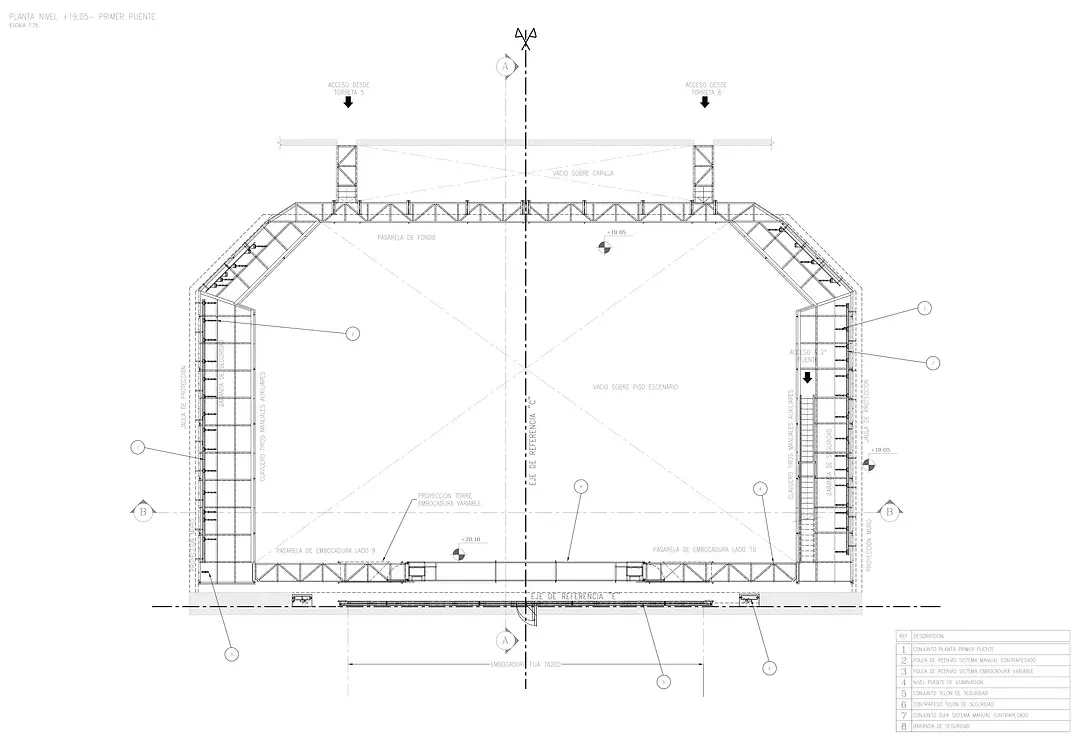 PLANTA NIVEL +19.05- PRIMER PUENTE
ESCALA 1:75
A
ACCESO DESDE
TORRETA 5
ACCESO DESDE
TORRETA 6
VACIO SOBRE CAPILLA
PASARELA DE FONDO
+19.05
JAULA DE PROTECCION
CLAVIJERO TIROS MANUALES AUXILIARES
VACIO SOBRE PISO ESCENARIO
EJE DE REFERENCIA "C"
ACCESO A 2°
PUENTE
CLAVIJERO TIROS MANUALES AUXILIARES
BARANDA DE SEGURIDAD
JAULA DE PROTECCION
+19.05
PROYECCION TORRE
EMBOCADURA VARIABLE
B
B
PROYECCION MURO
+20.10
PASARELA DE EMBOCADURA LADO 9
PASARELA DE EMBOCADURA LADO 10
EJE DE REFERENCIA "E"
A
EMBOCADURA FIJA 16200
REF DESCRIPCION
1 CONJUNTO PLANTA PRIMER PUENTE
2 POLEA DE REENVIO SISTEMA MANUAL CONTRAPESADO
3 POLEA DE REENVIO SISTEMA EMBOCADURA VARIABLE
4 NIVEL PUENTE DE ILUMINACION
5 CONJUNTO TELON DE SEGURIDAD
6 CONTRAPESO TELON DE SEGURIDAD
7 CONJUNTO GUIA SISTEMA MANUAL CONTRAPESADO
8 BARANDA DE SEGURIDAD